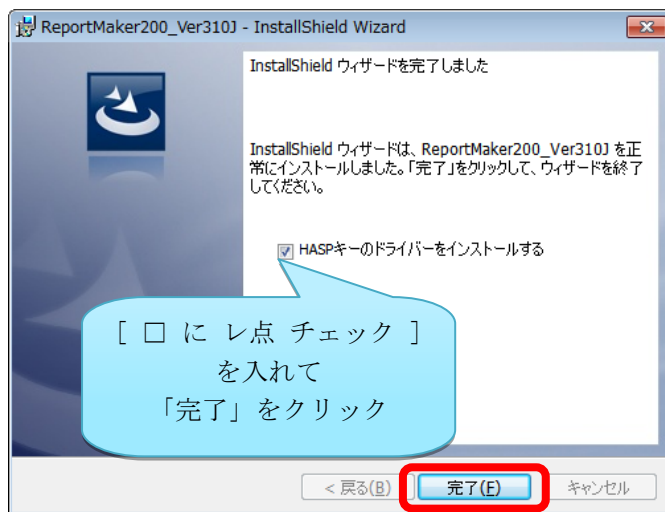 ReportMaker200_Ver310J - InstallShield Wizard
InstallShield ウィザードを完了しました
InstallShield ウィザードは、ReportMaker200_Ver310J を正
常にインストールしました。「完了」をクリックして、ウィザードを終了
してください。
HASPキーのドライバーをインストールする
[ □ に レ点 チェック ]
を入れて
「完了」をクリック
< 戻る(B)
完了(F)
キャンセル